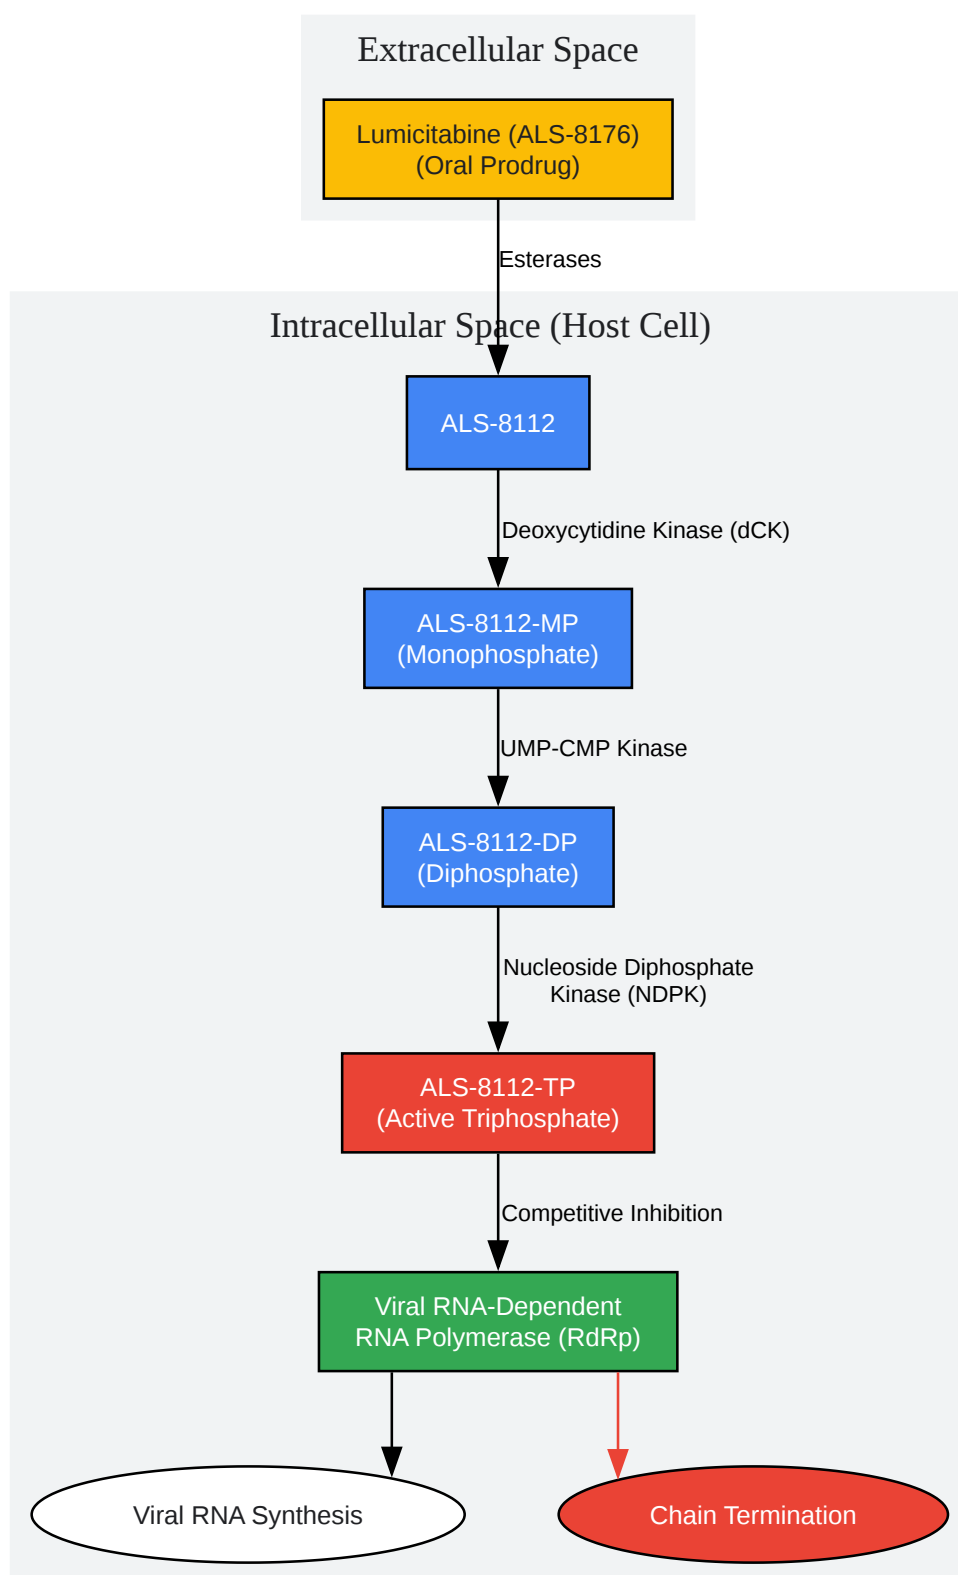 Extracellular Space
Lumicitabine (ALS-8176)
(Oral Prodrug)
Esterases
Intracellular Space (Host Cell)
ALS-8112
Deoxycytidine Kinase (dCK)
ALS-8112-MP
(Monophosphate)
UMP-CMP Kinase
ALS-8112-DP
(Diphosphate)
Nucleoside Diphosphate
Kinase (NDPK)
ALS-8112-TP
(Active Triphosphate)
Competitive Inhibition
Viral RNA-Dependent
RNA Polymerase (RdRp)
Viral RNA Synthesis
Chain Termination